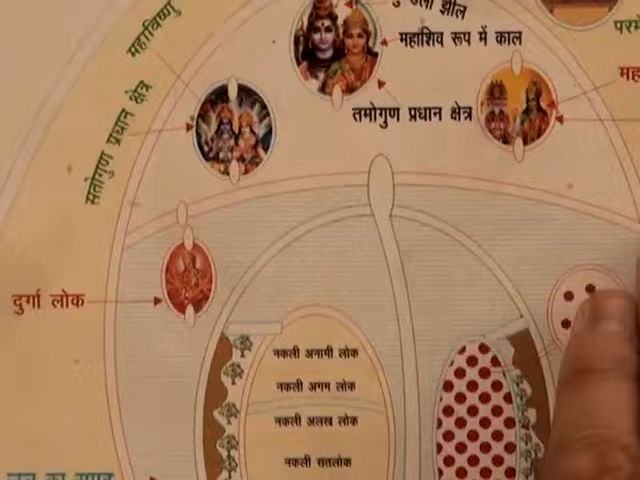 झील
महाविष्णु
महाशिव रूप में काल
सतोगुण प्रधान क्षेत्र
तमोगुण प्रधान क्षेत्र
दुर्गा लोक
नकली अनामी लोक
नकली अगम लोक
नकली अलख लोक
नकली सतलोक